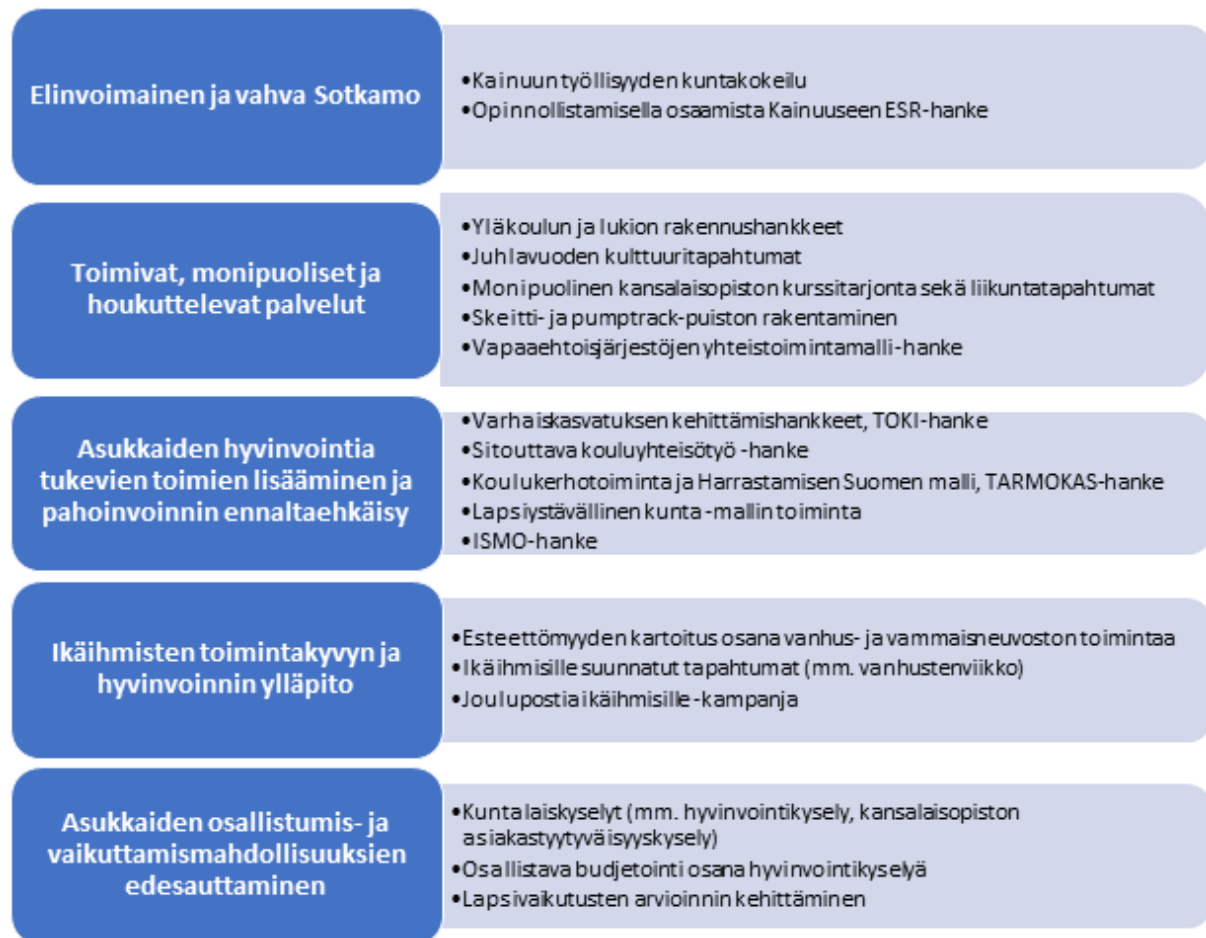 Elinvoimainen ja vahva Sotkamo
•Kainuun työllisyyden kuntakokeilu
•Opinnollistamisella osaamista Kainuuseen ESR-hanke
Toimivat, monipuoliset ja
houkuttelevat palvelut
•Yläkoulun ja lukion rakennushankkeet
•Juhlavuoden kulttuuritapahtumat
•Monipuolinen kansalaisopiston kurssitarjonta sekä liikuntatapahtumat
•Skeitti- ja pumptrack-puiston rakentaminen
•Vapaaehtoisjärjestöjen yhteistoimintamalli-hanke
Asukkaiden hyvinvointia
tukevien toimien lisääminen ja
pahoinvoinnin ennaltaehkäisy
•Varhaiskasvatuksen kehittämishankkeet, TOKI-hanke
•Sitouttava kouluyhteisötyö -hanke
•Koulukerhotoiminta ja Harrastamisen Suomen malli, TARMOKAS-hanke
•Lapsiystävällinen kunta -mallin toiminta
•ISMO-hanke
Ikäihmisten toimintakyvyn ja
hyvinvoinnin ylläpito
•Esteettömyyden kartoitus osana vanhus- ja vammaisneuvoston toimintaa
•Ikäihmisille suunnatut tapahtumat (mm. vanhustenviikko)
•Joulupostia ikäihmisille -kampanja
Asukkaiden osallistumis- ja
vaikuttamismahdollisuuksien
edesauttaminen
•Kuntalaiskyselyt (mm. hyvinvointikysely, kansalaisopiston
asiakastyytyväisyyskysely)
•Osallistava budjetointi osana hyvinvointikyselyä
•Lapsivaikutusten arvioinnin kehittäminen